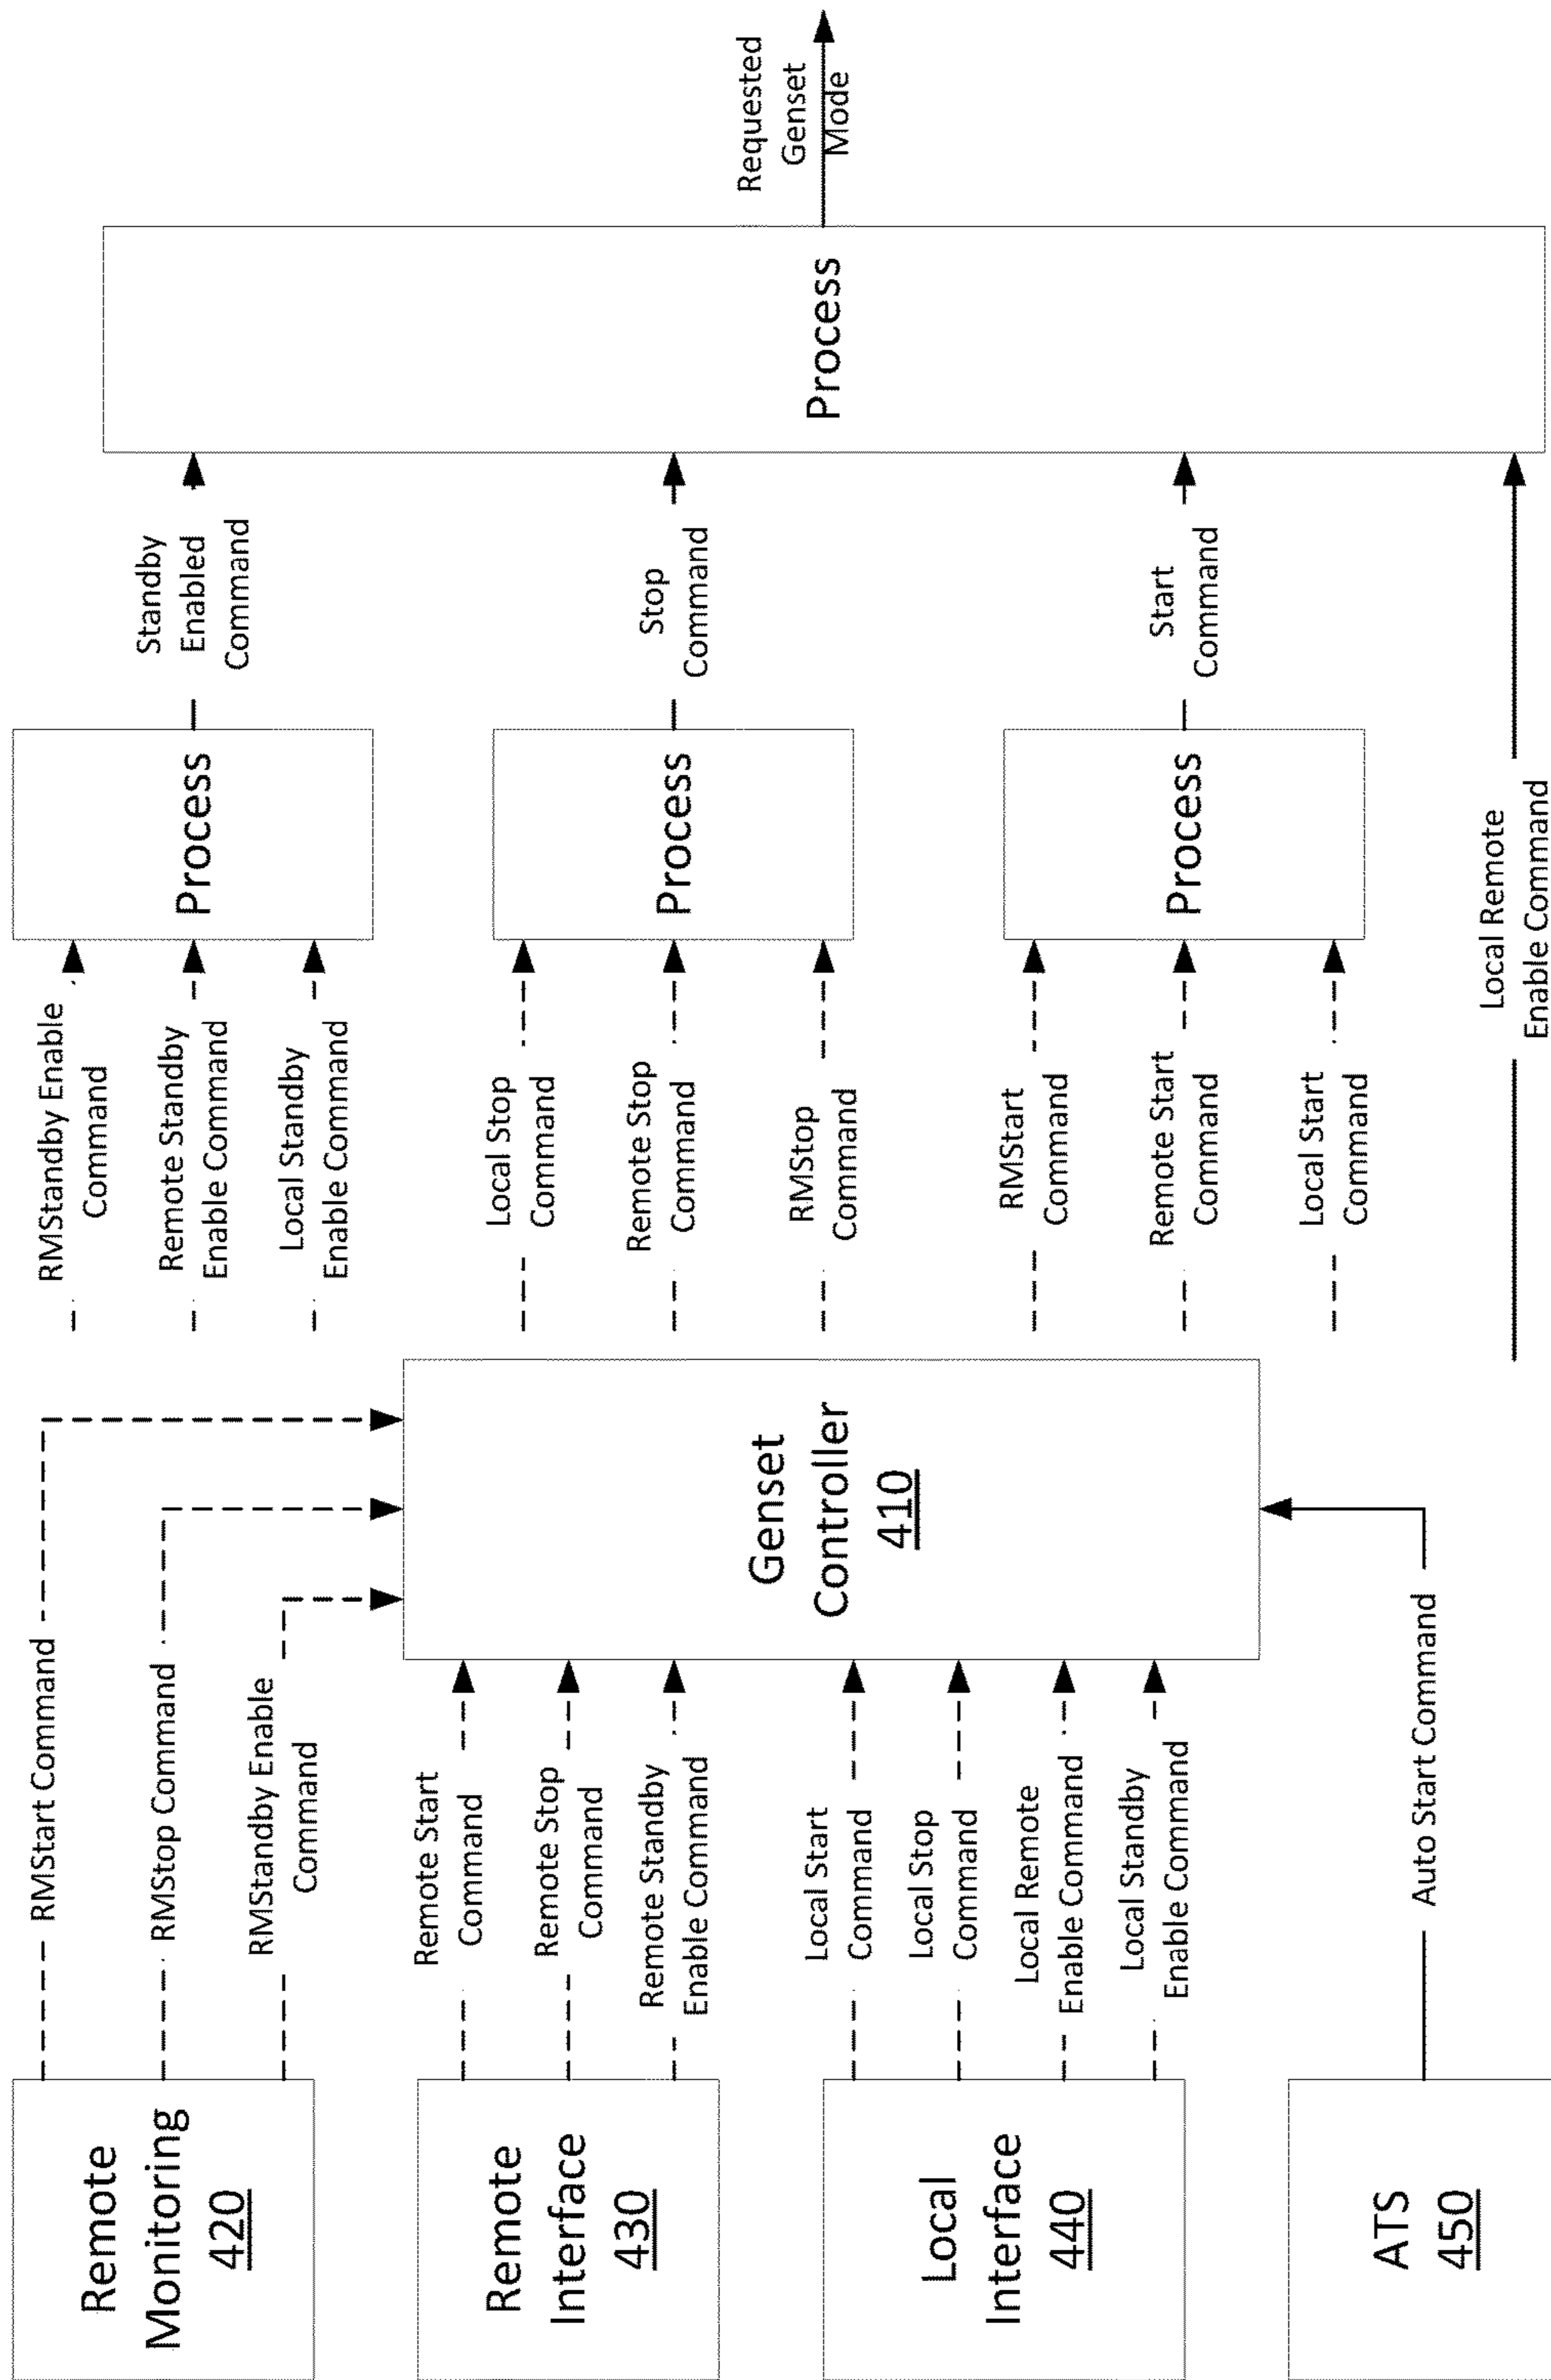 Remote
Monitoring
420
Remote
Interface
430
Local
Interface
440
ATS
450
RMStart Command
RMStop Command
RMStandby Enable
Command
Remote Start
Command
Remote Stop
Command
Remote Standby
Enable Command
Local Start
Command
Local Stop
Command
Local Remote
Enable Command
Local Standby
Enable Command
Auto Start Command
Genset
Controller
410
RMStandby Enable
Command
Remote Standby
Enable Command
Local Standby
Enable Command
Local Stop
Command
Remote Stop
Command
RMStop
Command
RMStart
Command
Remote Start
Command
Local Start
Command
Local Remote
Enable Command
Process
Process
Process
Standby
Enabled
Command
Stop
Command
Start
Command
Process
Requested
Genset
Mode